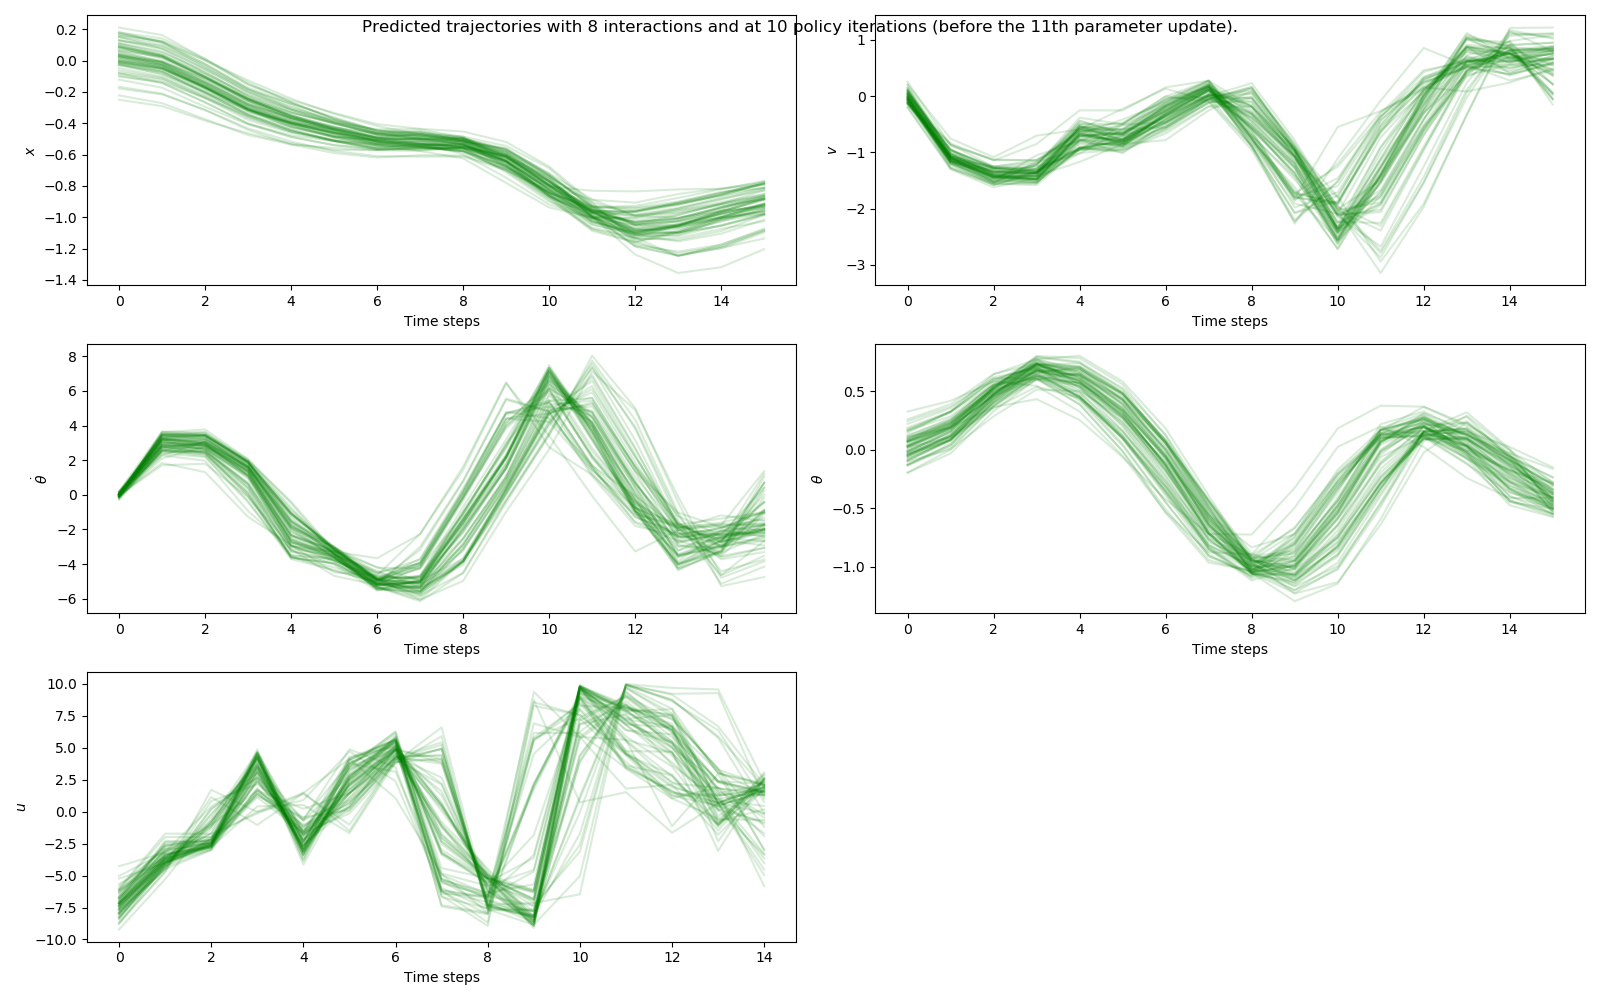 Predicted trajectories with 8 interactions and at 10 policy iterations (before the 11th parameter update).
0.2
0.0
−0.2
−0.4
−0.6
−0.8
−1.0
−1.2
−1.4
x
0 2 4 6 8 10 12 14
Time steps
1
0
−1
−2
−3
v
0 2 4 6 8 10 12 14
Time steps
8
6
4
2
0
−2
−4
−6
θ̇
0 2 4 6 8 10 12 14
Time steps
0.5
0.0
−0.5
−1.0
θ
0 2 4 6 8 10 12 14
Time steps
10.0
7.5
5.0
2.5
0.0
−2.5
−5.0
−7.5
−10.0
u
0 2 4 6 8 10 12 14
Time steps